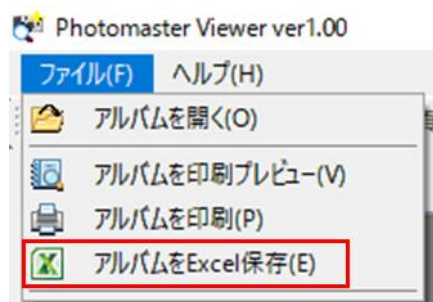 Photomaster Viewer ver1.00
ファイル(F) ヘルプ(H)
アルバムを開く(O)
アルバムを印刷プレビュー(V)
アルバムを印刷(P)
アルバムをExcel保存(E)